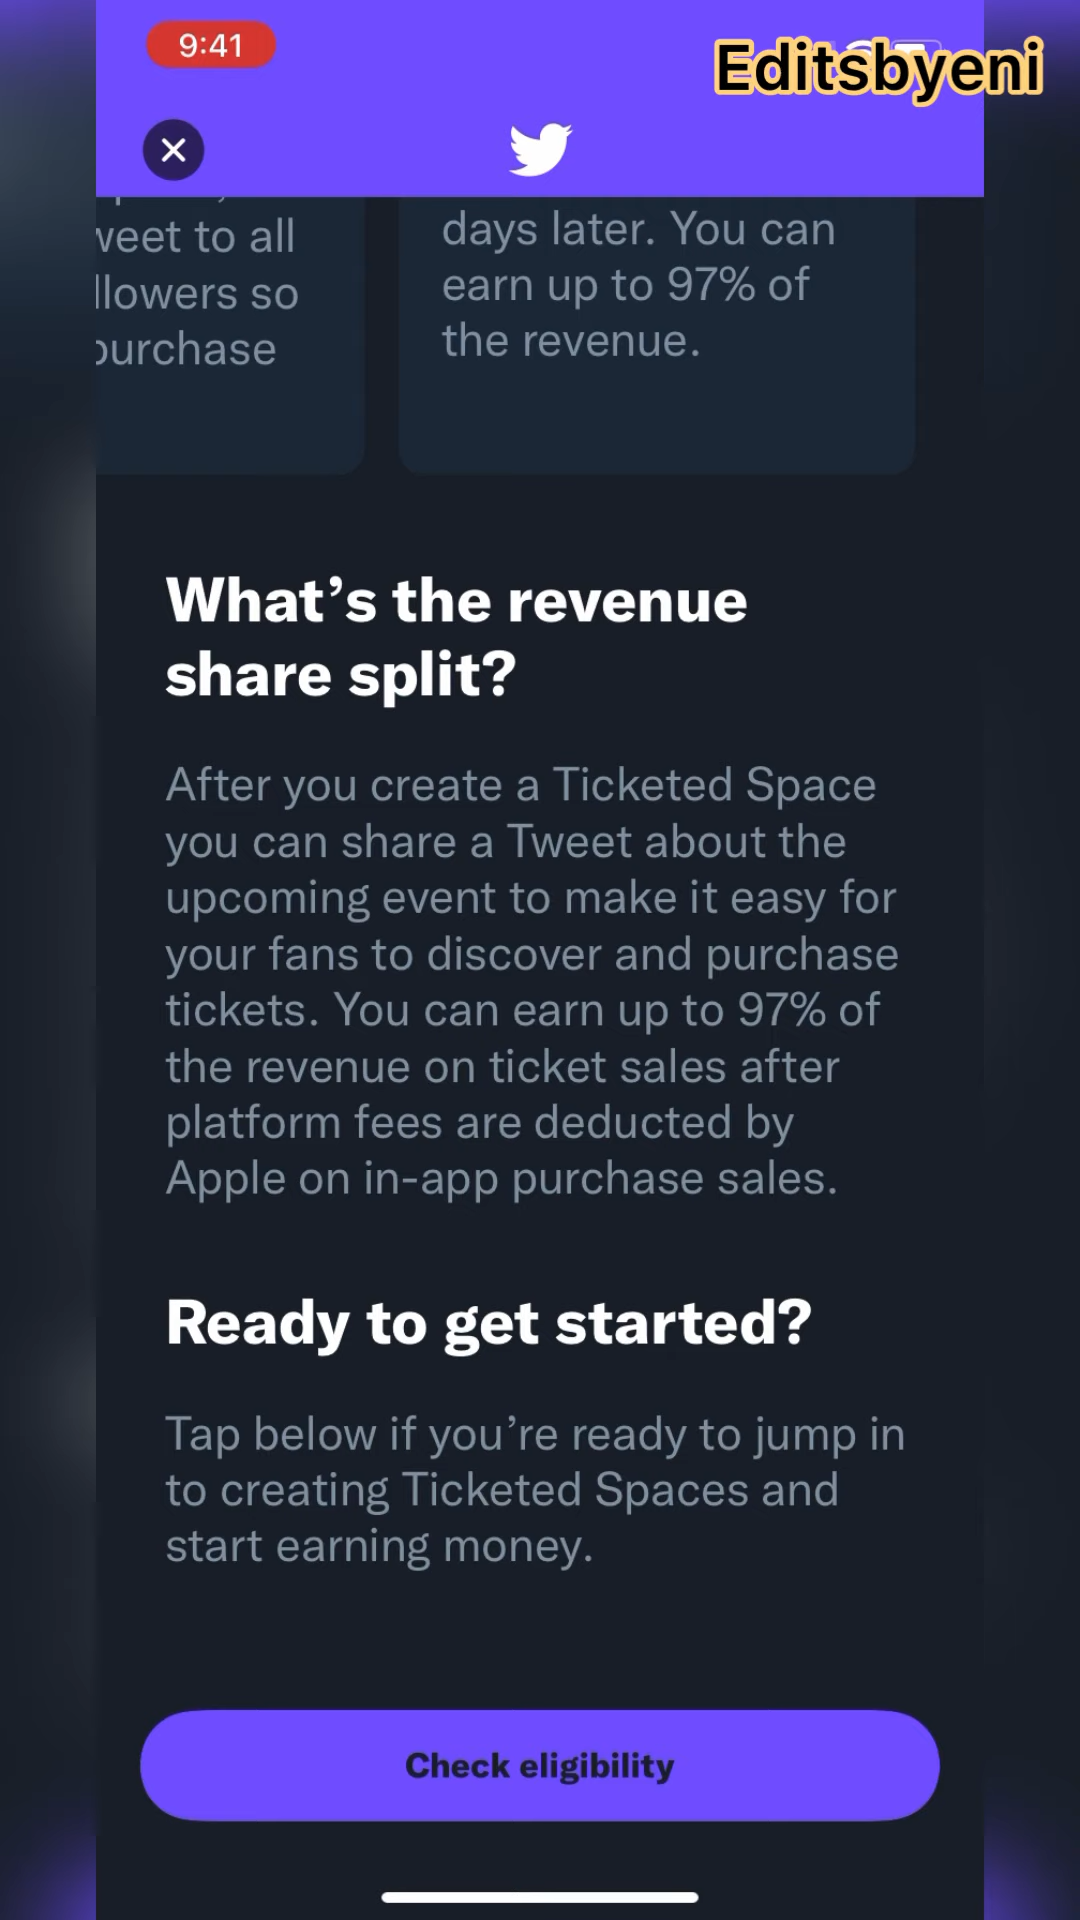 9:41
Editsbyeni
weet to all
llowers so
purchase
days later. You can
earn up to 97% of
the revenue.
What’s the revenue
share split?
After you create a Ticketed Space
you can share a Tweet about the
upcoming event to make it easy for
your fans to discover and purchase
tickets. You can earn up to 97% of
the revenue on ticket sales after
platform fees are deducted by
Apple on in-app purchase sales.
Ready to get started?
Tap below if you’re ready to jump in
to creating Ticketed Spaces and
start earning money.
Check eligibility